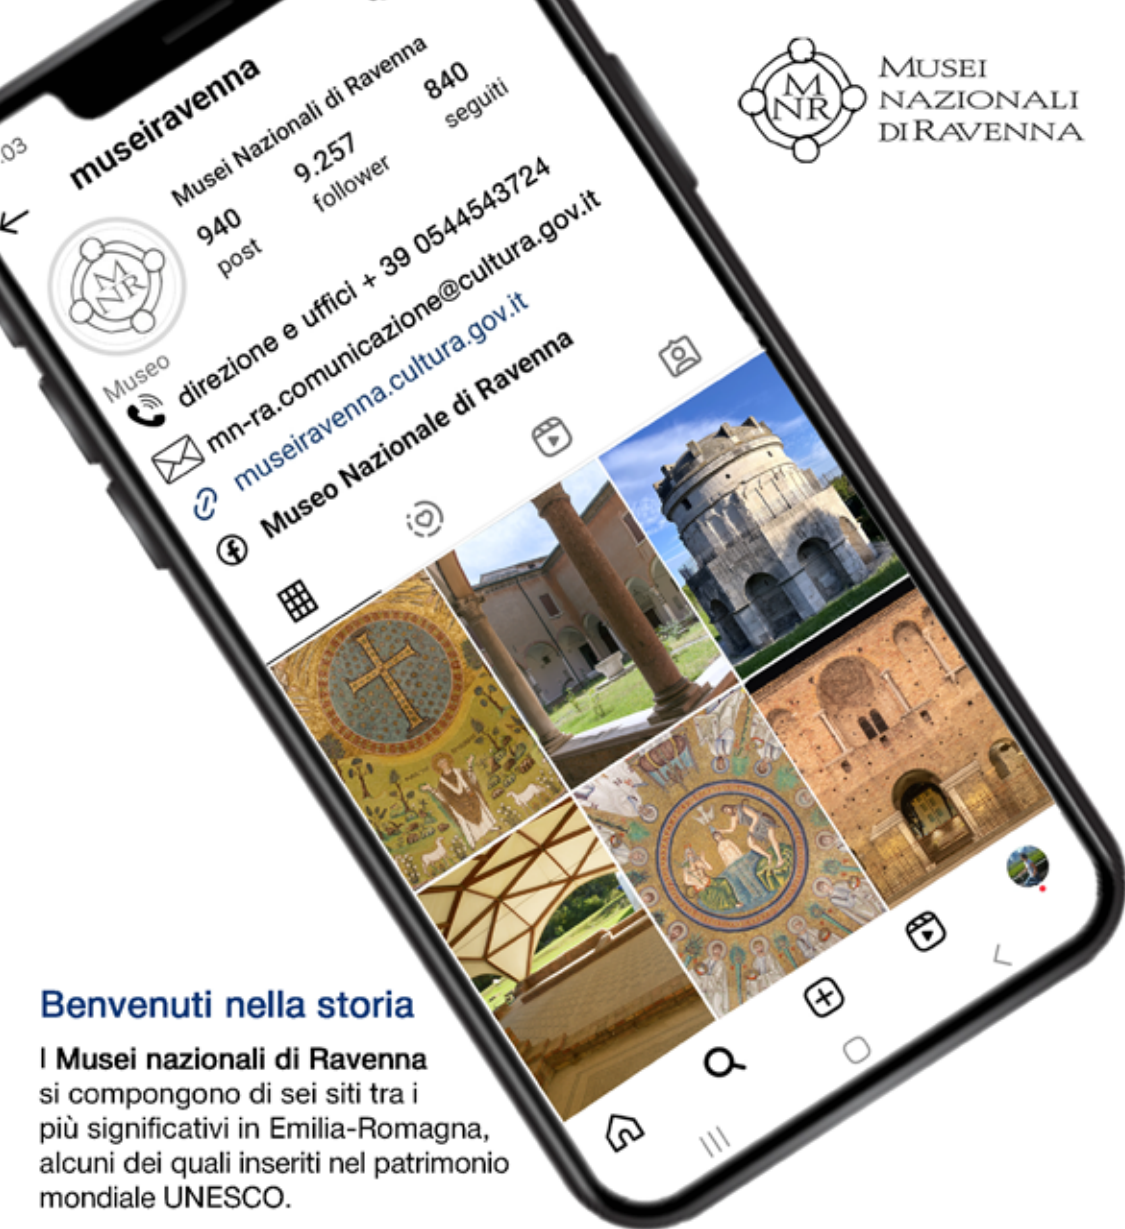 :03
museiravenna
Musei Nazionali di Ravenna
940
post
9.257
follower
840
seguiti
MNR
Museo
direzione e uffici + 39 0544543724
mn-ra.comunicazione@cultura.gov.it
museiravenna.cultura.gov.it
Museo Nazionale di Ravenna
MNR
MUSEI
NAZIONALI
DI RAVENNA
Benvenuti nella storia
I Musei nazionali di Ravenna
si compongono di sei siti tra i
più significativi in Emilia-Romagna,
alcuni dei quali inseriti nel patrimonio
mondiale UNESCO.